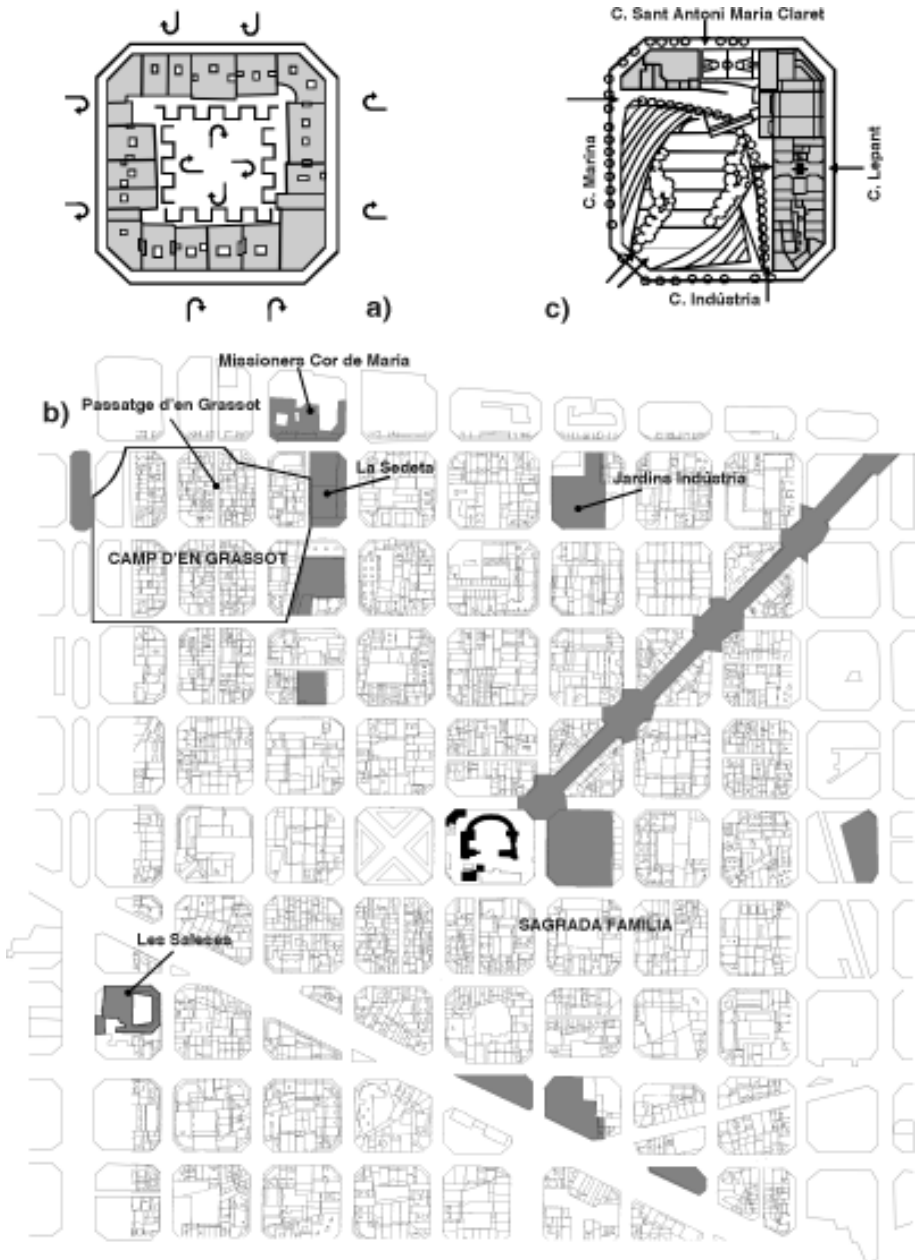 C. Sant Antoni Maria Claret
C. Marina
C. Lepant
C. Indústria
a)
c)
b)
Missioners Cor de Maria
Passatge d'en Grassot
La Sedeta
Jardins Indústria
CAMP D'EN GRASSOT
SAGRADA FAMILIA
Les Saleses